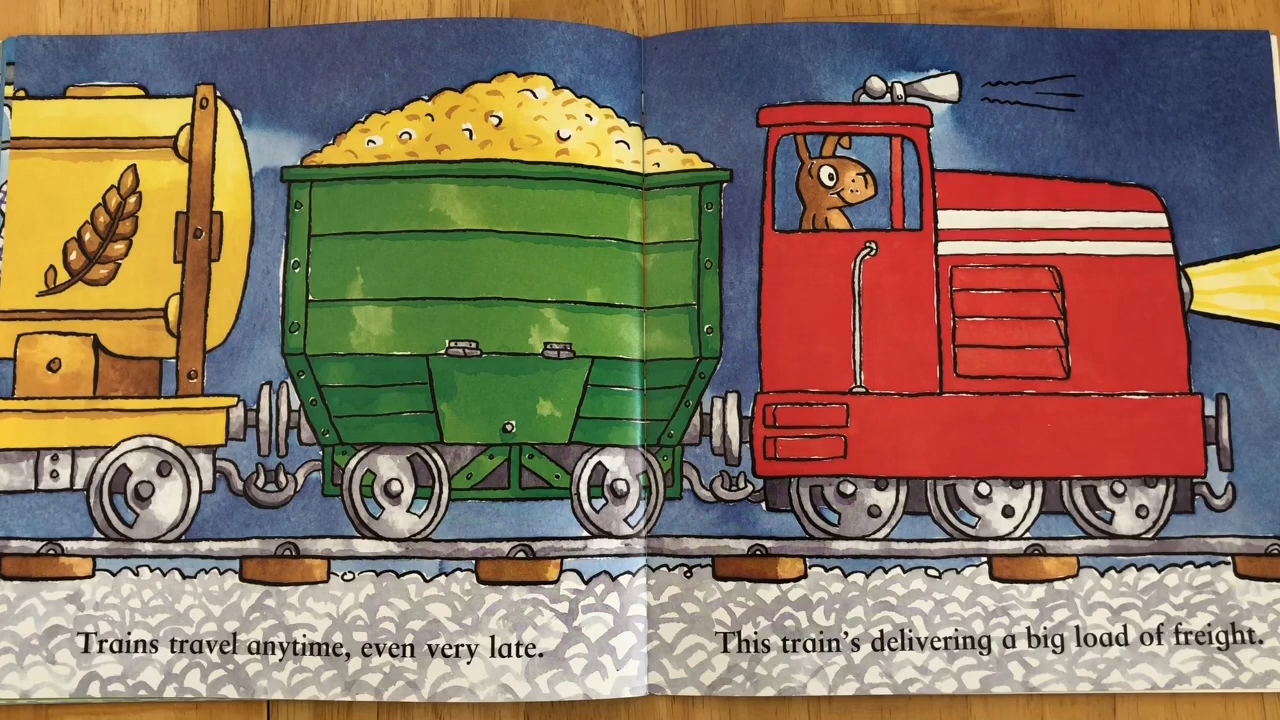 Trains travel anytime, even very late.
This train's delivering a big load of freight.